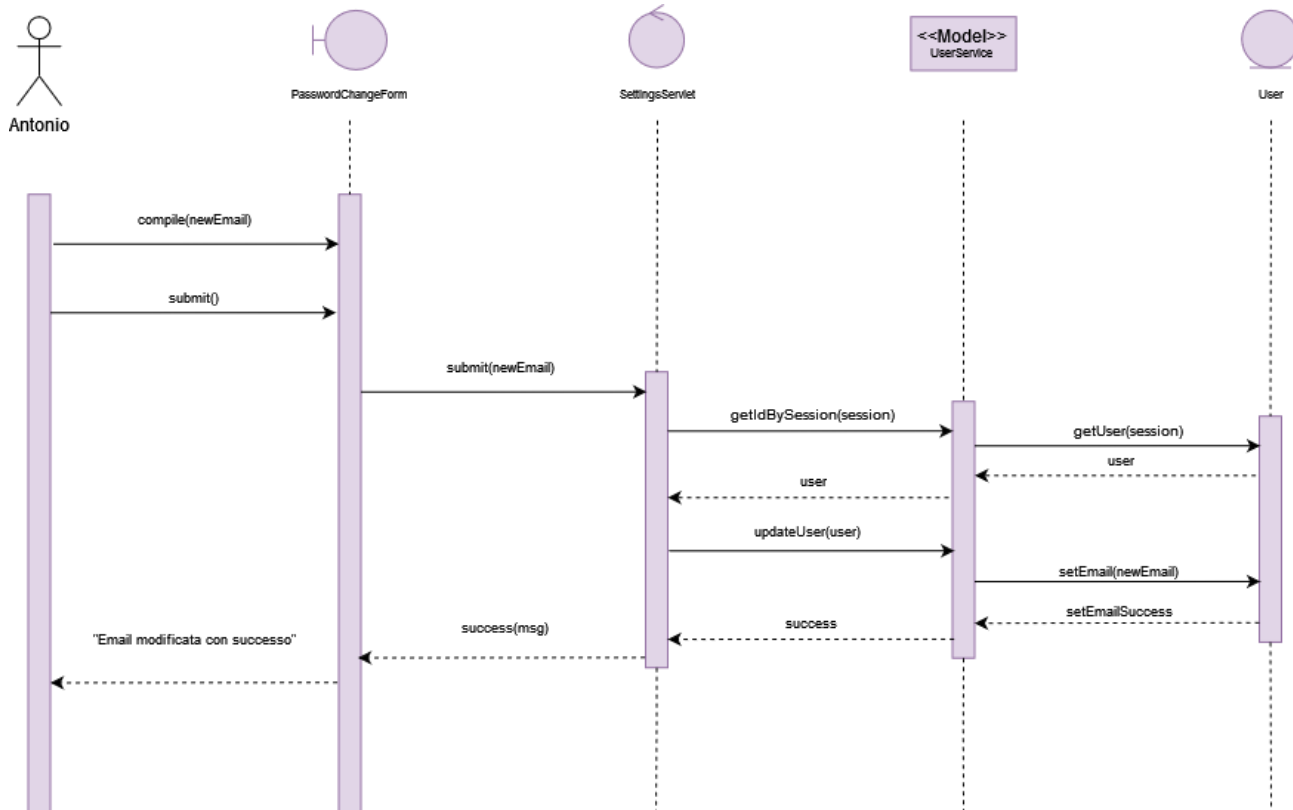 <<Model>>
UserService
PasswordChangeForm
SettingsServlet
User
Antonio
compile(newEmail)
submit()
submit(newEmail)
getIdBySession(session)
getUser(session)
user
user
updateUser(user)
setEmail(newEmail)
setEmailSuccess
success
success(msg)
"Email modificata con successo"